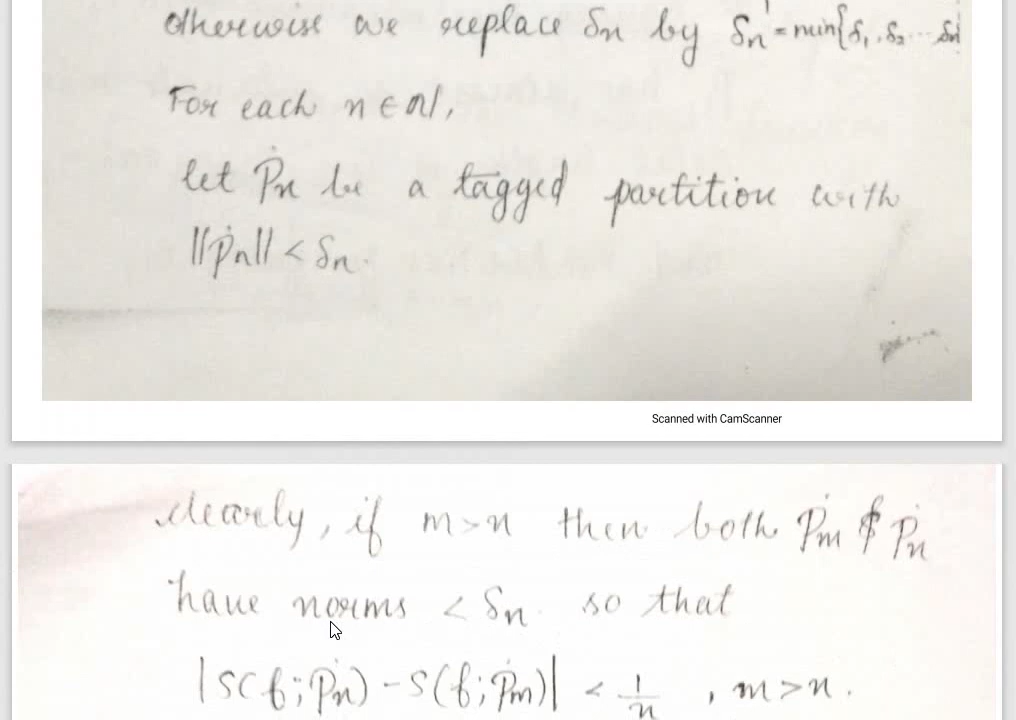 otherwise we replace δn by δn' = min{δ1, δ2 ... δn}
For each n ∈ N,
let Ṗn be a tagged partition with
||Ṗn|| < δn.
Scanned with CamScanner
clearly, if m > n then both Ṗm & Ṗn
have norms < δn. so that
|S(f; Ṗn) - S(f; Ṗm)| < 1/n , m > n.